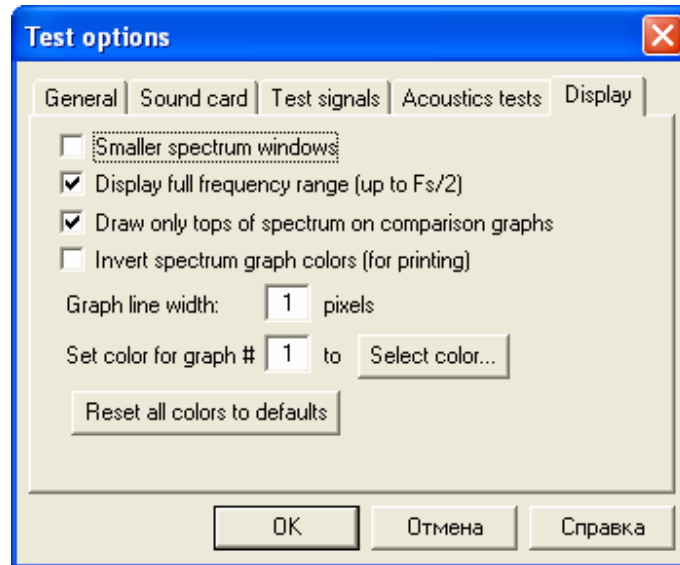 Test options
General Sound card Test signals Acoustics tests Display
Smaller spectrum windows
Display full frequency range (up to Fs/2)
Draw only tops of spectrum on comparison graphs
Invert spectrum graph colors (for printing)
Graph line width: 1 pixels
Set color for graph # 1 to Select color...
Reset all colors to defaults
OK Отмена Справка